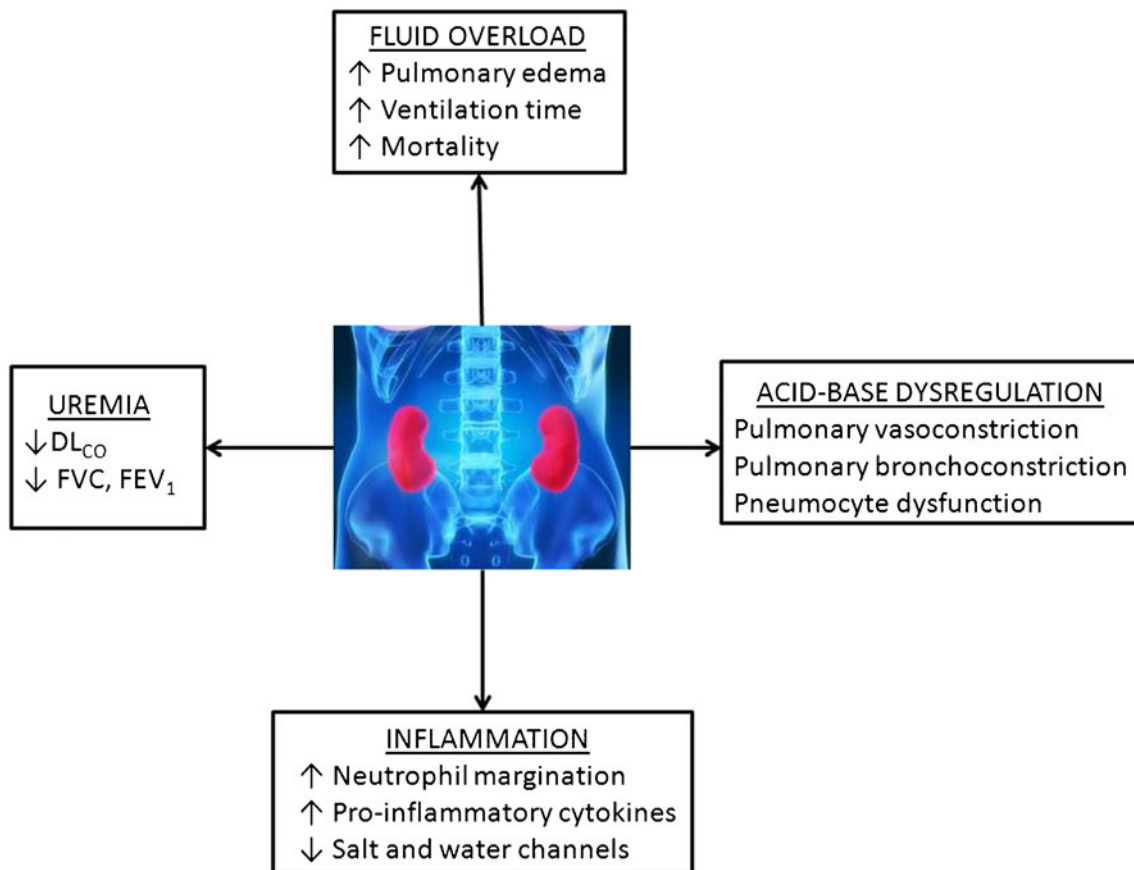 FLUID OVERLOAD
↑ Pulmonary edema
↑ Ventilation time
↑ Mortality
UREMIA
↓DL_CO
↓ FVC, FEV₁
ACID-BASE DYSREGULATION
Pulmonary vasoconstriction
Pulmonary bronchoconstriction
Pneumocyte dysfunction
INFLAMMATION
↑ Neutrophil margination
↑ Pro-inflammatory cytokines
↓ Salt and water channels